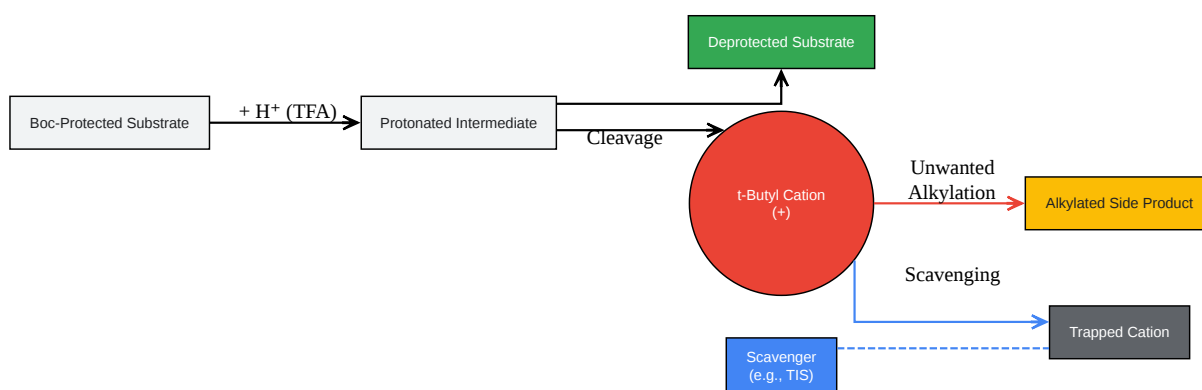 Deprotected Substrate
Boc-Protected Substrate
+ H⁺ (TFA)
Protonated Intermediate
Cleavage
t-Butyl Cation
(+)
Unwanted
Alkylation
Alkylated Side Product
Scavenging
Trapped Cation
Scavenger
(e.g., TIS)